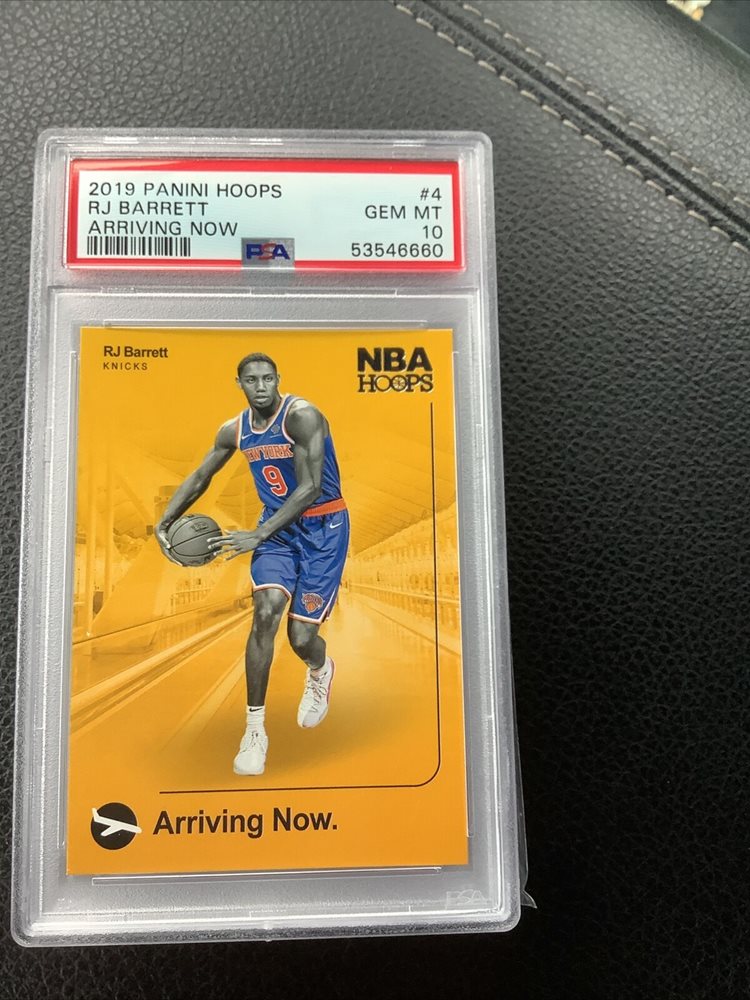 2019 PANINI HOOPS #4
RJ BARRETT GEM MT
ARRIVING NOW 10
PSA 53546660
RJ Barrett
KNICKS
NBA
HOOPS
NEW YORK
9
Arriving Now.
PSA